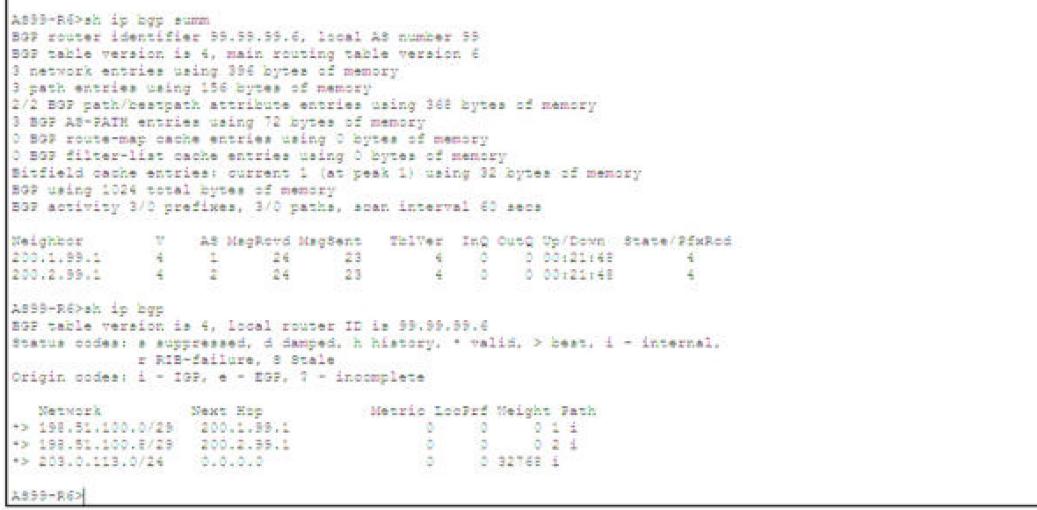 AS99-R6>sh ip bgp summ
BGP router identifier 99.99.99.6, local AS number 99
BGP table version is 4, main routing table version 6
3 network entries using 396 bytes of memory
3 path entries using 156 bytes of memory
2/2 BGP path/bestpath attribute entries using 368 bytes of memory
3 BGP AS-PATH entries using 72 bytes of memory
0 BGP route-map cache entries using 0 bytes of memory
0 BGP filter-list cache entries using 0 bytes of memory
Bitfield cache entries: current 1 (at peak 1) using 32 bytes of memory
BGP using 1024 total bytes of memory
BGP activity 3/0 prefixes, 3/0 paths, scan interval 60 secs
Neighbor V AS MsgRcvd MsgSent TblVer InQ OutQ Up/Down State/PfxRcd
200.1.99.1 4 1 24 23 4 0 0 00:21:48 4
200.2.99.1 4 2 24 23 4 0 0 00:21:48 4
AS99-R6>sh ip bgp
BGP table version is 4, local router ID is 99.99.99.6
Status codes: s suppressed, d damped, h history, * valid, > best, i - internal,
r RIB-failure, S Stale
Origin codes: i - IGP, e - EGP, ? - incomplete
Network Next Hop Metric LocPrf Weight Path
*> 198.51.100.0/29 200.1.99.1 0 0 0 1 i
*> 198.51.100.8/29 200.2.99.1 0 0 0 2 i
*> 203.0.113.0/24 0.0.0.0 0 0 32768 i
AS99-R6>